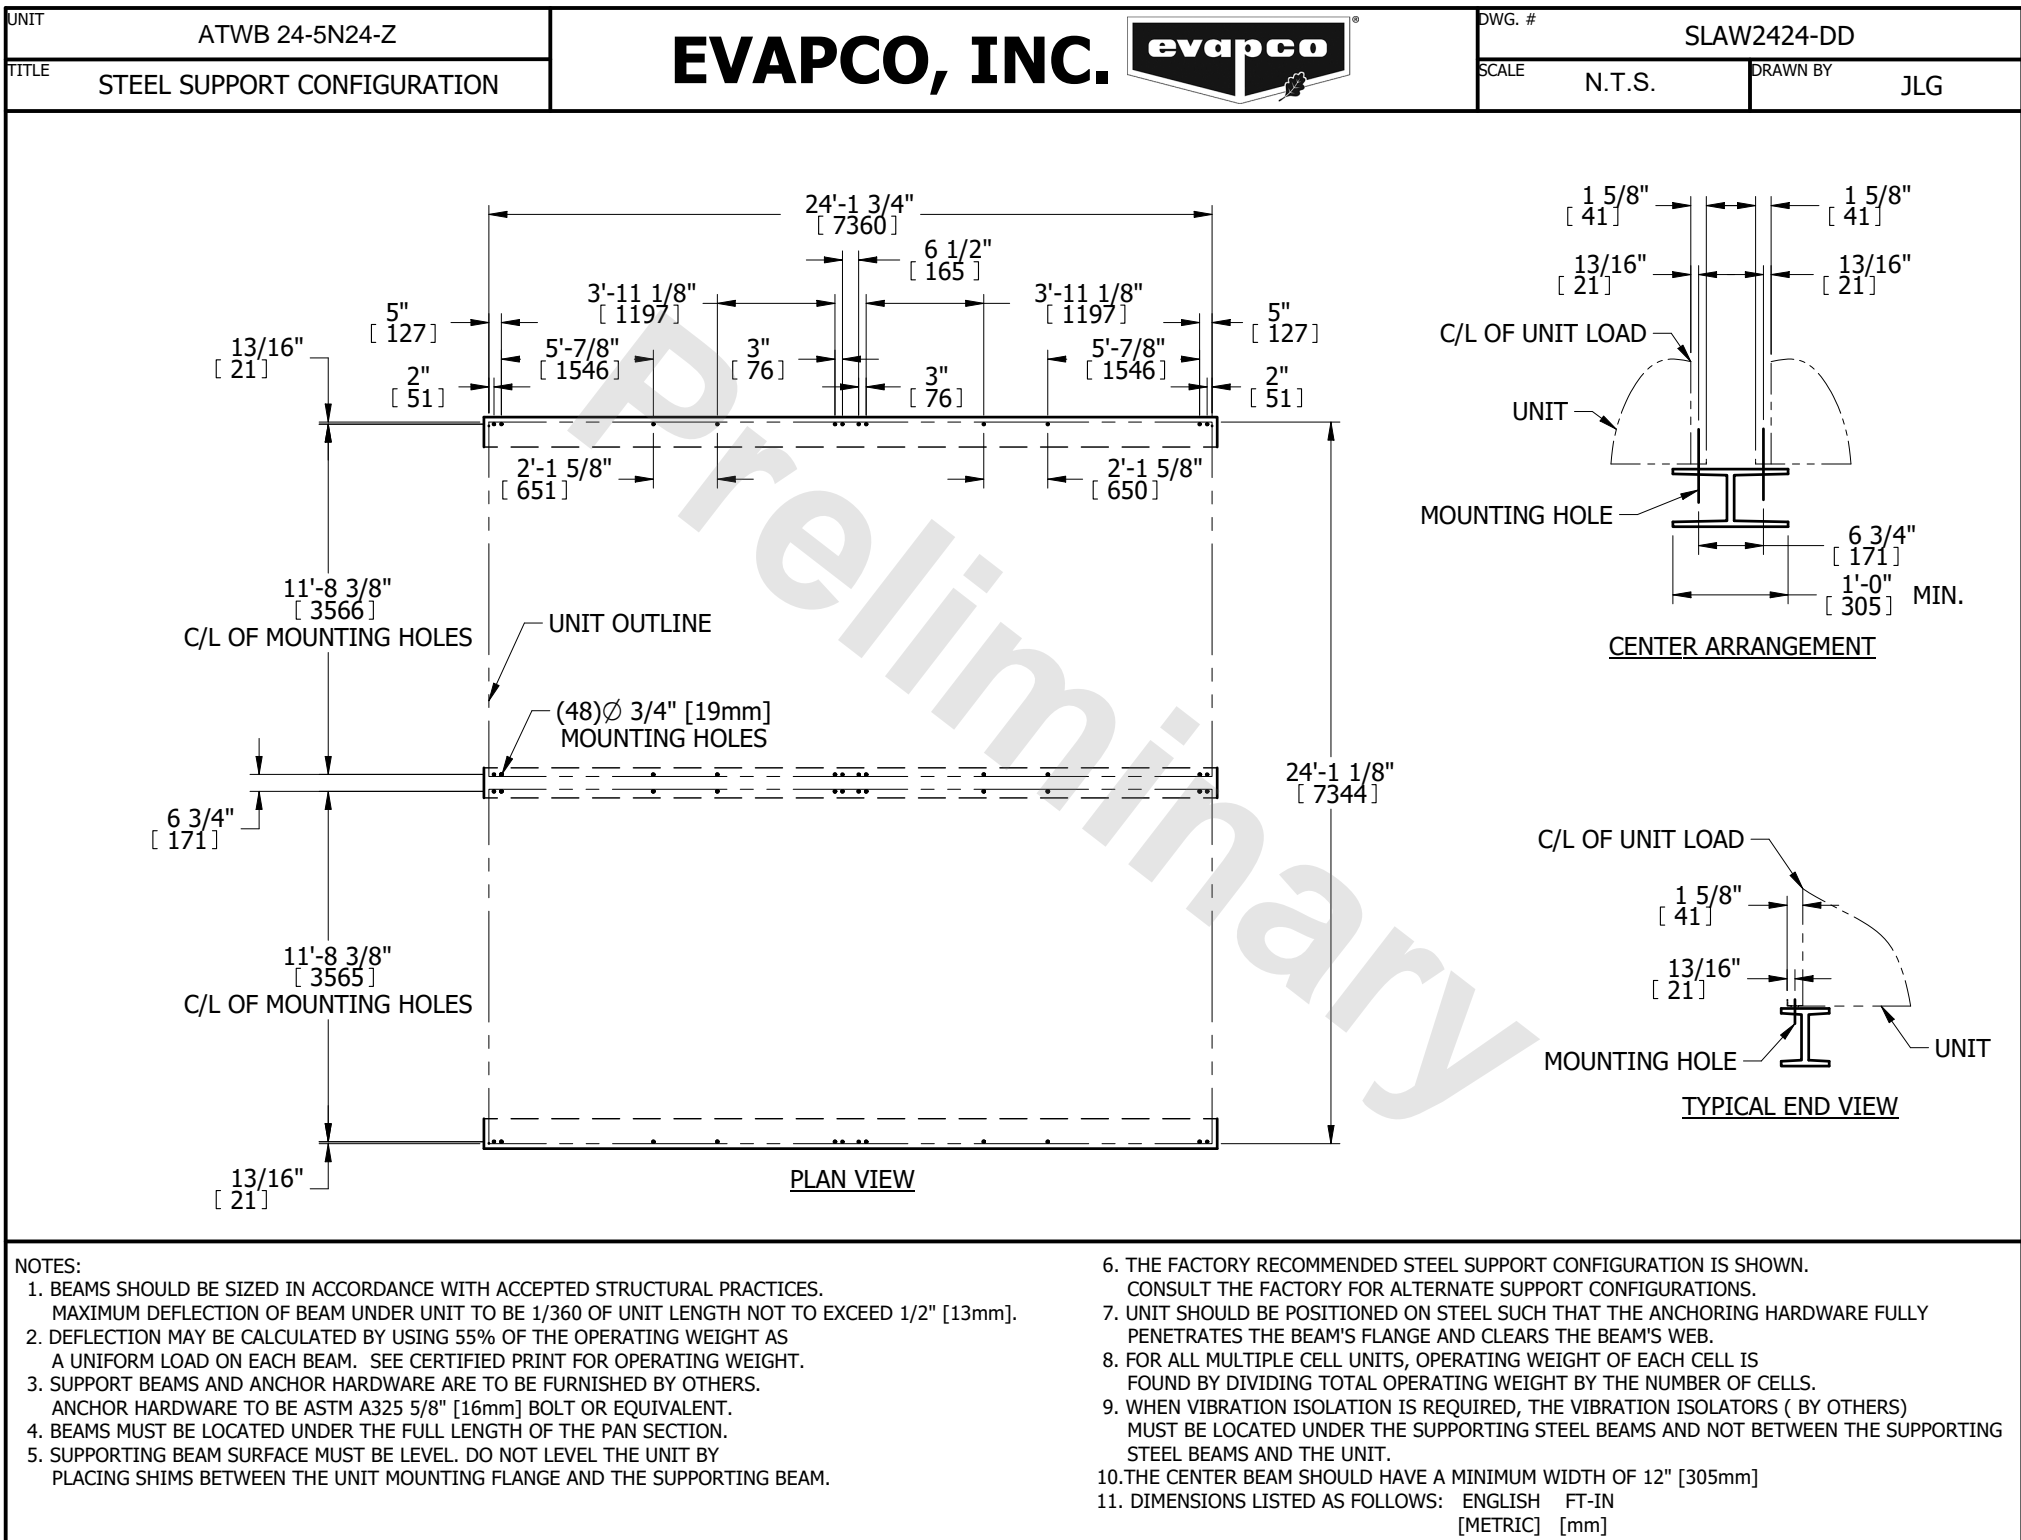 UNIT
ATWB 24-5N24-Z
TITLE
STEEL SUPPORT CONFIGURATION
EVAPCO, INC.
evapco
®
DWG. #
SLAW2424-DD
SCALE
N.T.S.
DRAWN BY
JLG
24'-1 3/4"
[ 7360 ]
6 1/2"
[ 165 ]
3'-11 1/8"
[ 1197 ]
3'-11 1/8"
[ 1197 ]
5"
[ 127 ]
5"
[ 127 ]
13/16"
[ 21 ]
5'-7/8"
[ 1546 ]
3"
[ 76 ]
5'-7/8"
[ 1546 ]
2"
[ 51 ]
3"
[ 76 ]
2"
[ 51 ]
2'-1 5/8"
[ 651 ]
2'-1 5/8"
[ 650 ]
11'-8 3/8"
[ 3566 ]
C/L OF MOUNTING HOLES
UNIT OUTLINE
(48)Ø 3/4" [19mm]
MOUNTING HOLES
6 3/4"
[ 171 ]
24'-1 1/8"
[ 7344 ]
11'-8 3/8"
[ 3565 ]
C/L OF MOUNTING HOLES
13/16"
[ 21 ]
PLAN VIEW
Preliminary
1 5/8"
[ 41 ]
1 5/8"
[ 41 ]
13/16"
[ 21 ]
13/16"
[ 21 ]
C/L OF UNIT LOAD
UNIT
MOUNTING HOLE
6 3/4"
[ 171 ]
1'-0"
[ 305 ] MIN.
CENTER ARRANGEMENT
C/L OF UNIT LOAD
1 5/8"
[ 41 ]
13/16"
[ 21 ]
MOUNTING HOLE
UNIT
TYPICAL END VIEW
NOTES:
1. BEAMS SHOULD BE SIZED IN ACCORDANCE WITH ACCEPTED STRUCTURAL PRACTICES.
MAXIMUM DEFLECTION OF BEAM UNDER UNIT TO BE 1/360 OF UNIT LENGTH NOT TO EXCEED 1/2" [13mm].
2. DEFLECTION MAY BE CALCULATED BY USING 55% OF THE OPERATING WEIGHT AS
A UNIFORM LOAD ON EACH BEAM. SEE CERTIFIED PRINT FOR OPERATING WEIGHT.
3. SUPPORT BEAMS AND ANCHOR HARDWARE ARE TO BE FURNISHED BY OTHERS.
ANCHOR HARDWARE TO BE ASTM A325 5/8" [16mm] BOLT OR EQUIVALENT.
4. BEAMS MUST BE LOCATED UNDER THE FULL LENGTH OF THE PAN SECTION.
5. SUPPORTING BEAM SURFACE MUST BE LEVEL. DO NOT LEVEL THE UNIT BY
PLACING SHIMS BETWEEN THE UNIT MOUNTING FLANGE AND THE SUPPORTING BEAM.
6. THE FACTORY RECOMMENDED STEEL SUPPORT CONFIGURATION IS SHOWN.
CONSULT THE FACTORY FOR ALTERNATE SUPPORT CONFIGURATIONS.
7. UNIT SHOULD BE POSITIONED ON STEEL SUCH THAT THE ANCHORING HARDWARE FULLY
PENETRATES THE BEAM'S FLANGE AND CLEARS THE BEAM'S WEB.
8. FOR ALL MULTIPLE CELL UNITS, OPERATING WEIGHT OF EACH CELL IS
FOUND BY DIVIDING TOTAL OPERATING WEIGHT BY THE NUMBER OF CELLS.
9. WHEN VIBRATION ISOLATION IS REQUIRED, THE VIBRATION ISOLATORS ( BY OTHERS)
MUST BE LOCATED UNDER THE SUPPORTING STEEL BEAMS AND NOT BETWEEN THE SUPPORTING
STEEL BEAMS AND THE UNIT.
10.THE CENTER BEAM SHOULD HAVE A MINIMUM WIDTH OF 12" [305mm]
11. DIMENSIONS LISTED AS FOLLOWS: ENGLISH FT-IN
[METRIC] [mm]